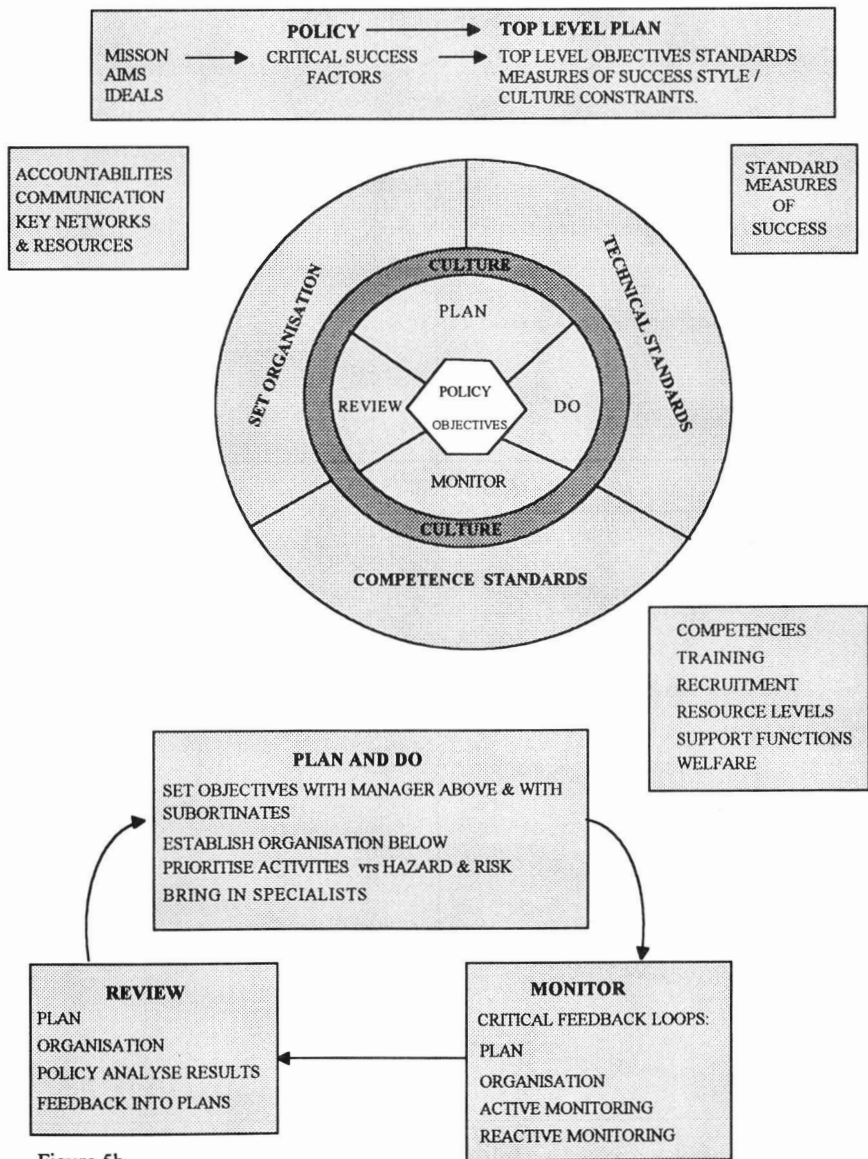 POLICY TOP LEVEL PLAN
MISSON
AIMS
IDEALS
CRITICAL SUCCESS
FACTORS
TOP LEVEL OBJECTIVES STANDARDS
MEASURES OF SUCCESS STYLE /
CULTURE CONSTRAINTS.
ACCOUNTABILITES
COMMUNICATION
KEY NETWORKS
& RESOURCES
STANDARD
MEASURES
OF
SUCCESS
SET ORGANISATION
TECHNICAL STANDARDS
CULTURE
PLAN
REVIEW
POLICY
OBJECTIVES
DO
MONITOR
CULTURE
COMPETENCE STANDARDS
COMPETENCIES
TRAINING
RECRUITMENT
RESOURCE LEVELS
SUPPORT FUNCTIONS
WELFARE
PLAN AND DO
SET OBJECTIVES WITH MANAGER ABOVE & WITH
SUBORTINATES
ESTABLISH ORGANISATION BELOW
PRIORITISE ACTIVITIES vrs HAZARD & RISK
BRING IN SPECIALISTS
REVIEW
PLAN
ORGANISATION
POLICY ANALYSE RESULTS
FEEDBACK INTO PLANS
MONITOR
CRITICAL FEEDBACK LOOPS:
PLAN
ORGANISATION
ACTIVE MONITORING
REACTIVE MONITORING
Figure 5b